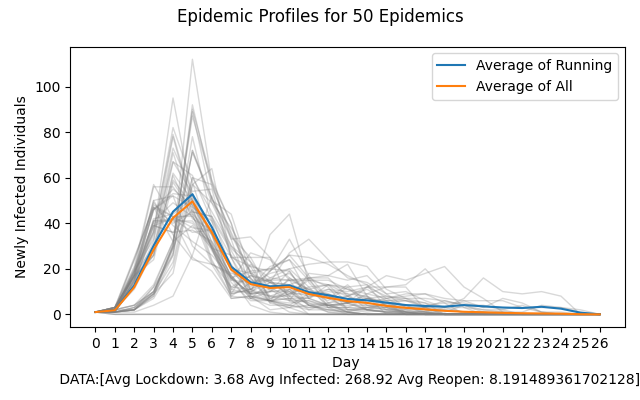 Epidemic Profiles for 50 Epidemics
Average of Running
Average of All
Newly Infected Individuals
100
80
60
40
20
0
0 1 2 3 4 5 6 7 8 9 10 11 12 13 14 15 16 17 18 19 20 21 22 23 24 25 26
Day
DATA:[Avg Lockdown: 3.68 Avg Infected: 268.92 Avg Reopen: 8.191489361702128]